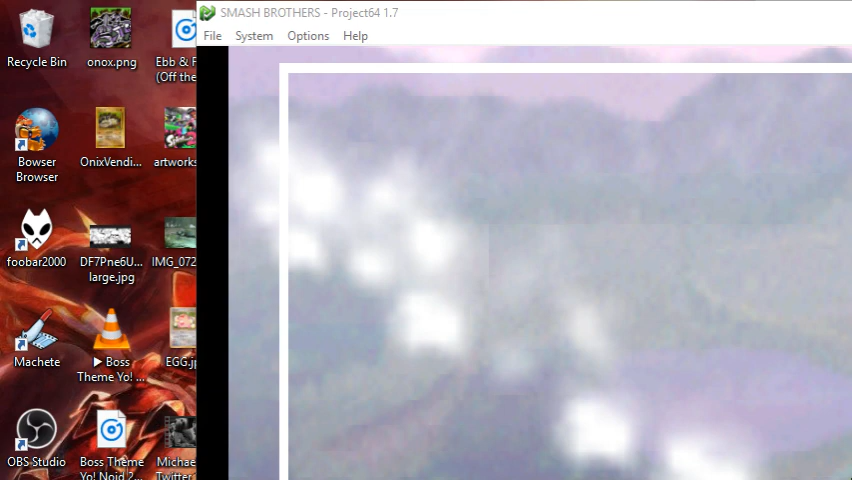 SMASH BROTHERS - Project64 1.7
File System Options Help
Recycle Bin
onox.png
Ebb & F
(Off the
Bowser
Browser
OnixVendi...
artworks
foobar2000
DF7Pne6U...
large.jpg
IMG_072
Machete
▶ Boss
Theme Yo! ...
EGG.jp
OBS Studio
Boss Theme
Yo! Noid 2...
Michae
Twitter